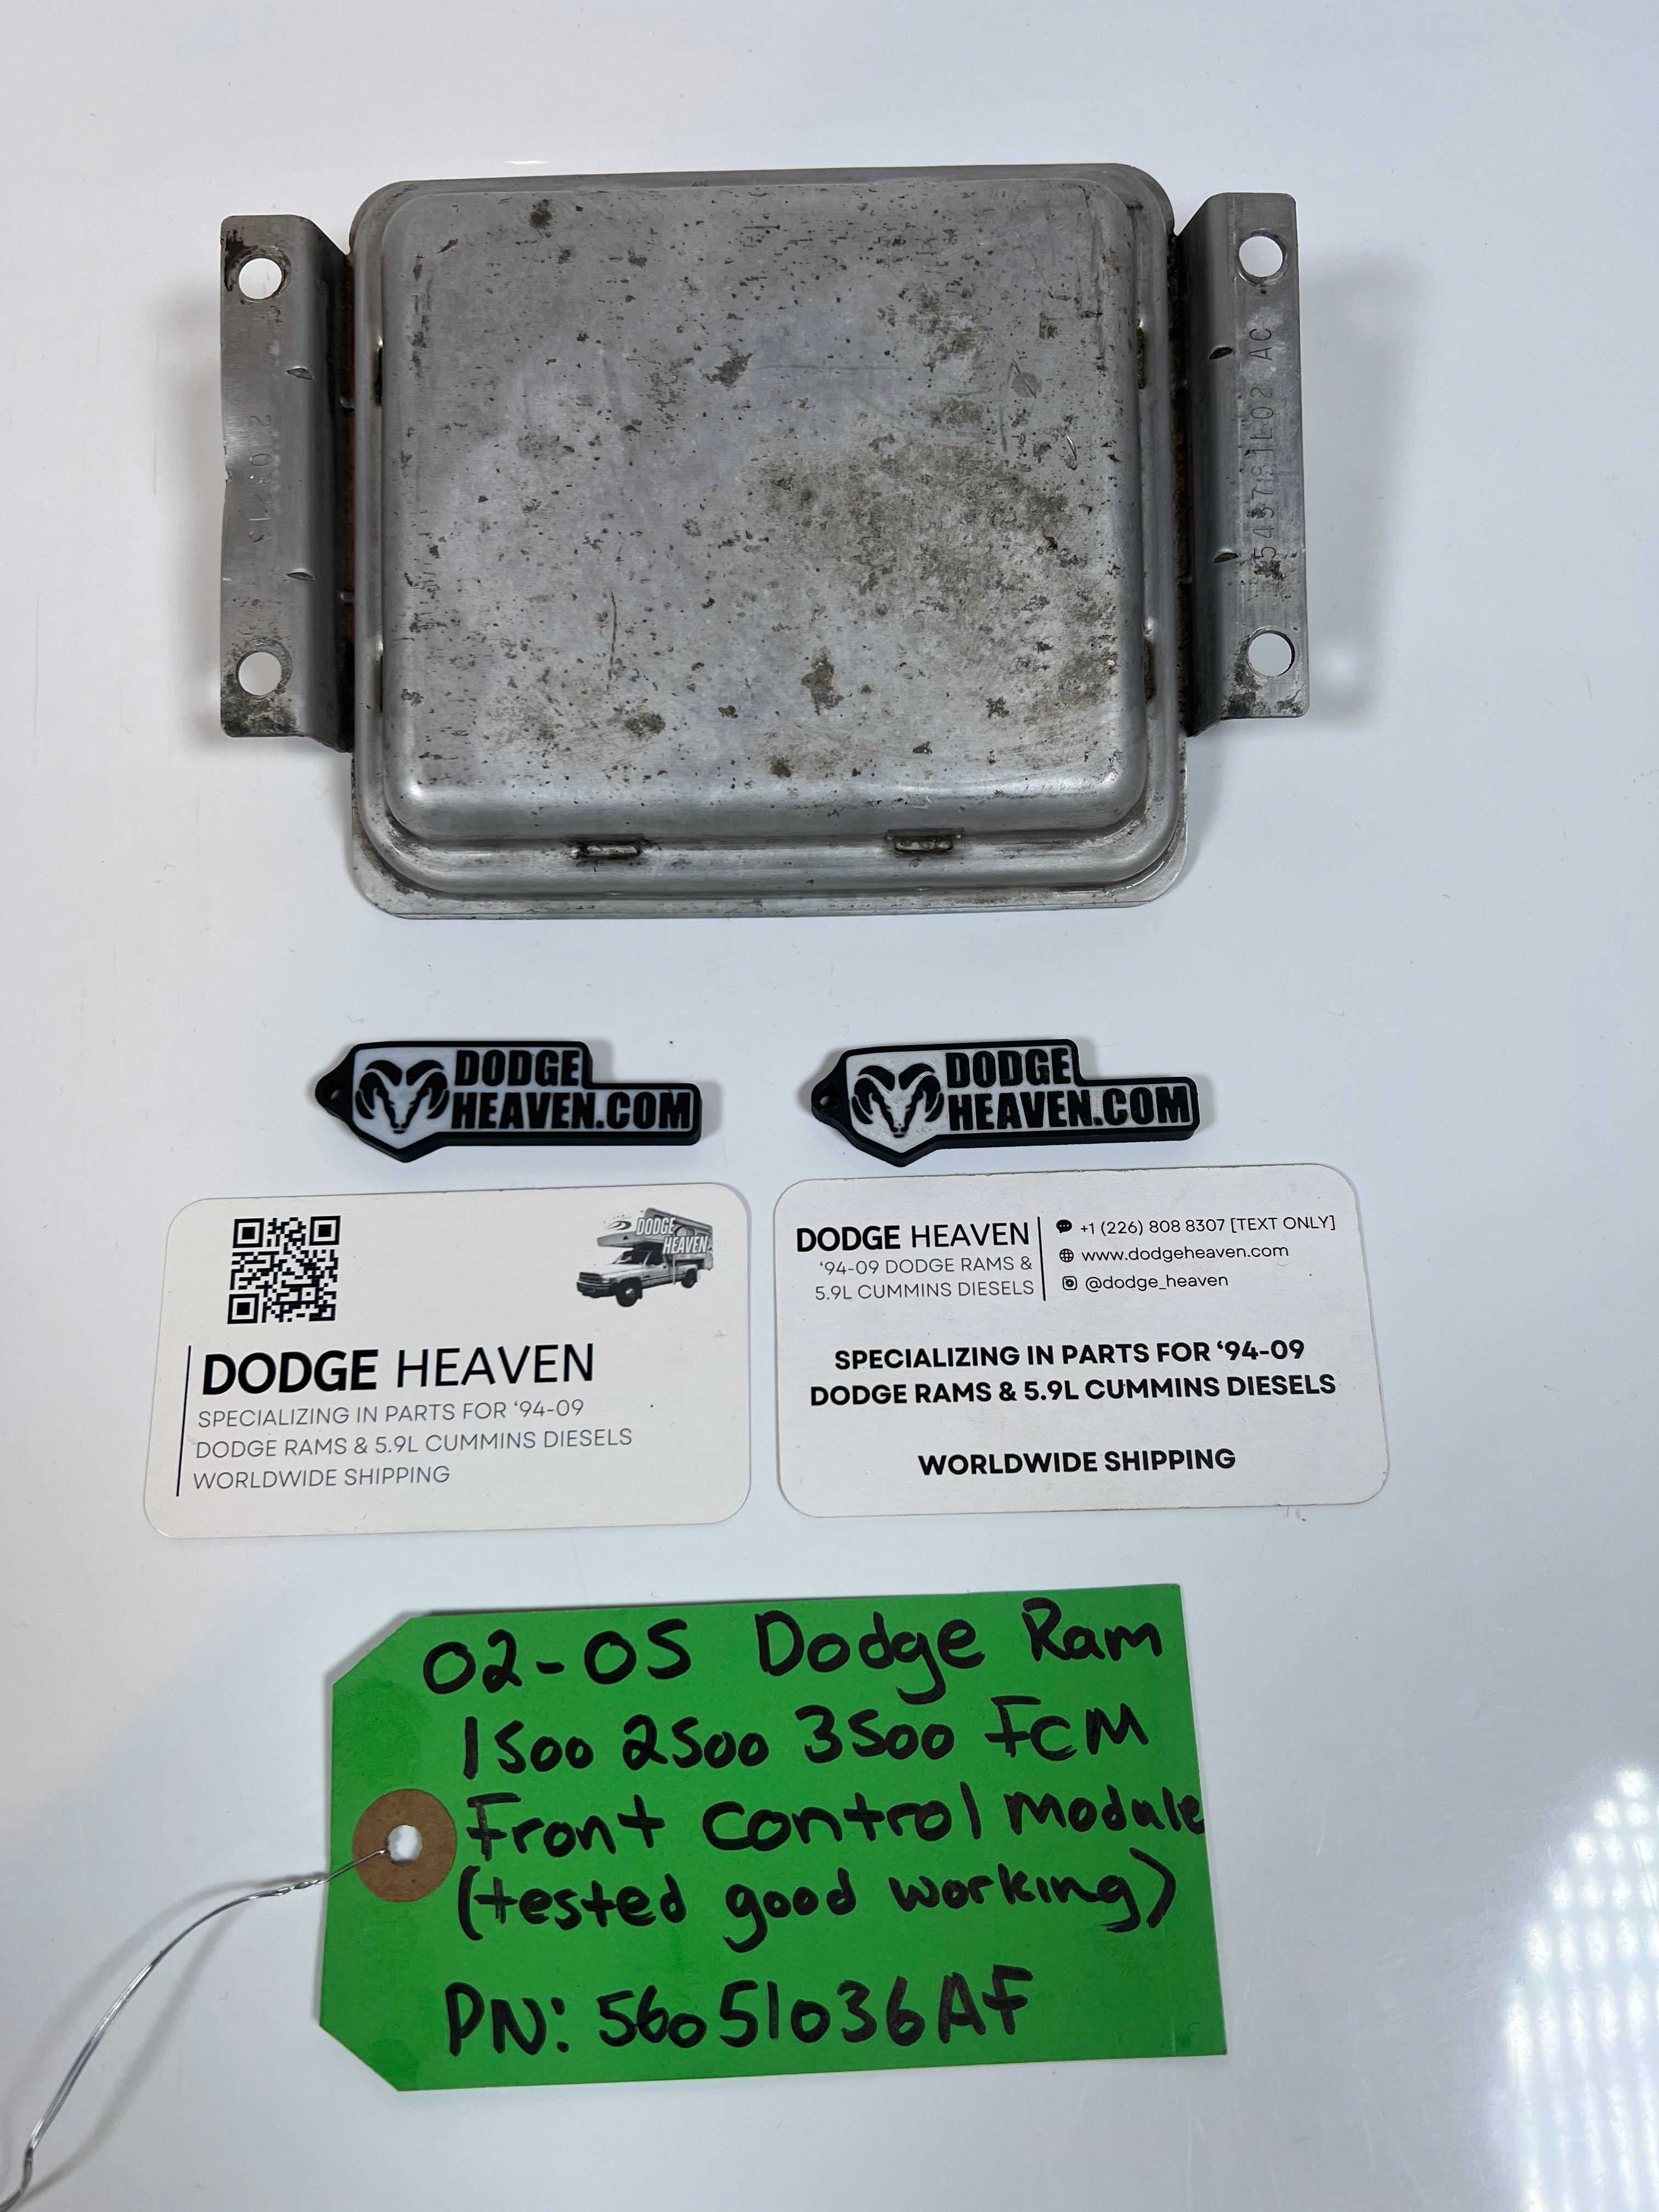 DODGE
HEAVEN.COM
DODGE
HEAVEN.COM
DODGE
HEAVEN
DODGE HEAVEN
SPECIALIZING IN PARTS FOR ‘94-09
DODGE RAMS & 5.9L CUMMINS DIESELS
WORLDWIDE SHIPPING
DODGE HEAVEN
‘94-09 DODGE RAMS &
5.9L CUMMINS DIESELS
+1 (226) 808 8307 [TEXT ONLY]
www.dodgeheaven.com
@dodge_heaven
SPECIALIZING IN PARTS FOR ‘94-09
DODGE RAMS & 5.9L CUMMINS DIESELS
WORLDWIDE SHIPPING
02-05 Dodge Ram
1500 2500 3500 FCM
Front control module
(tested good working)
PN: 56051036AF